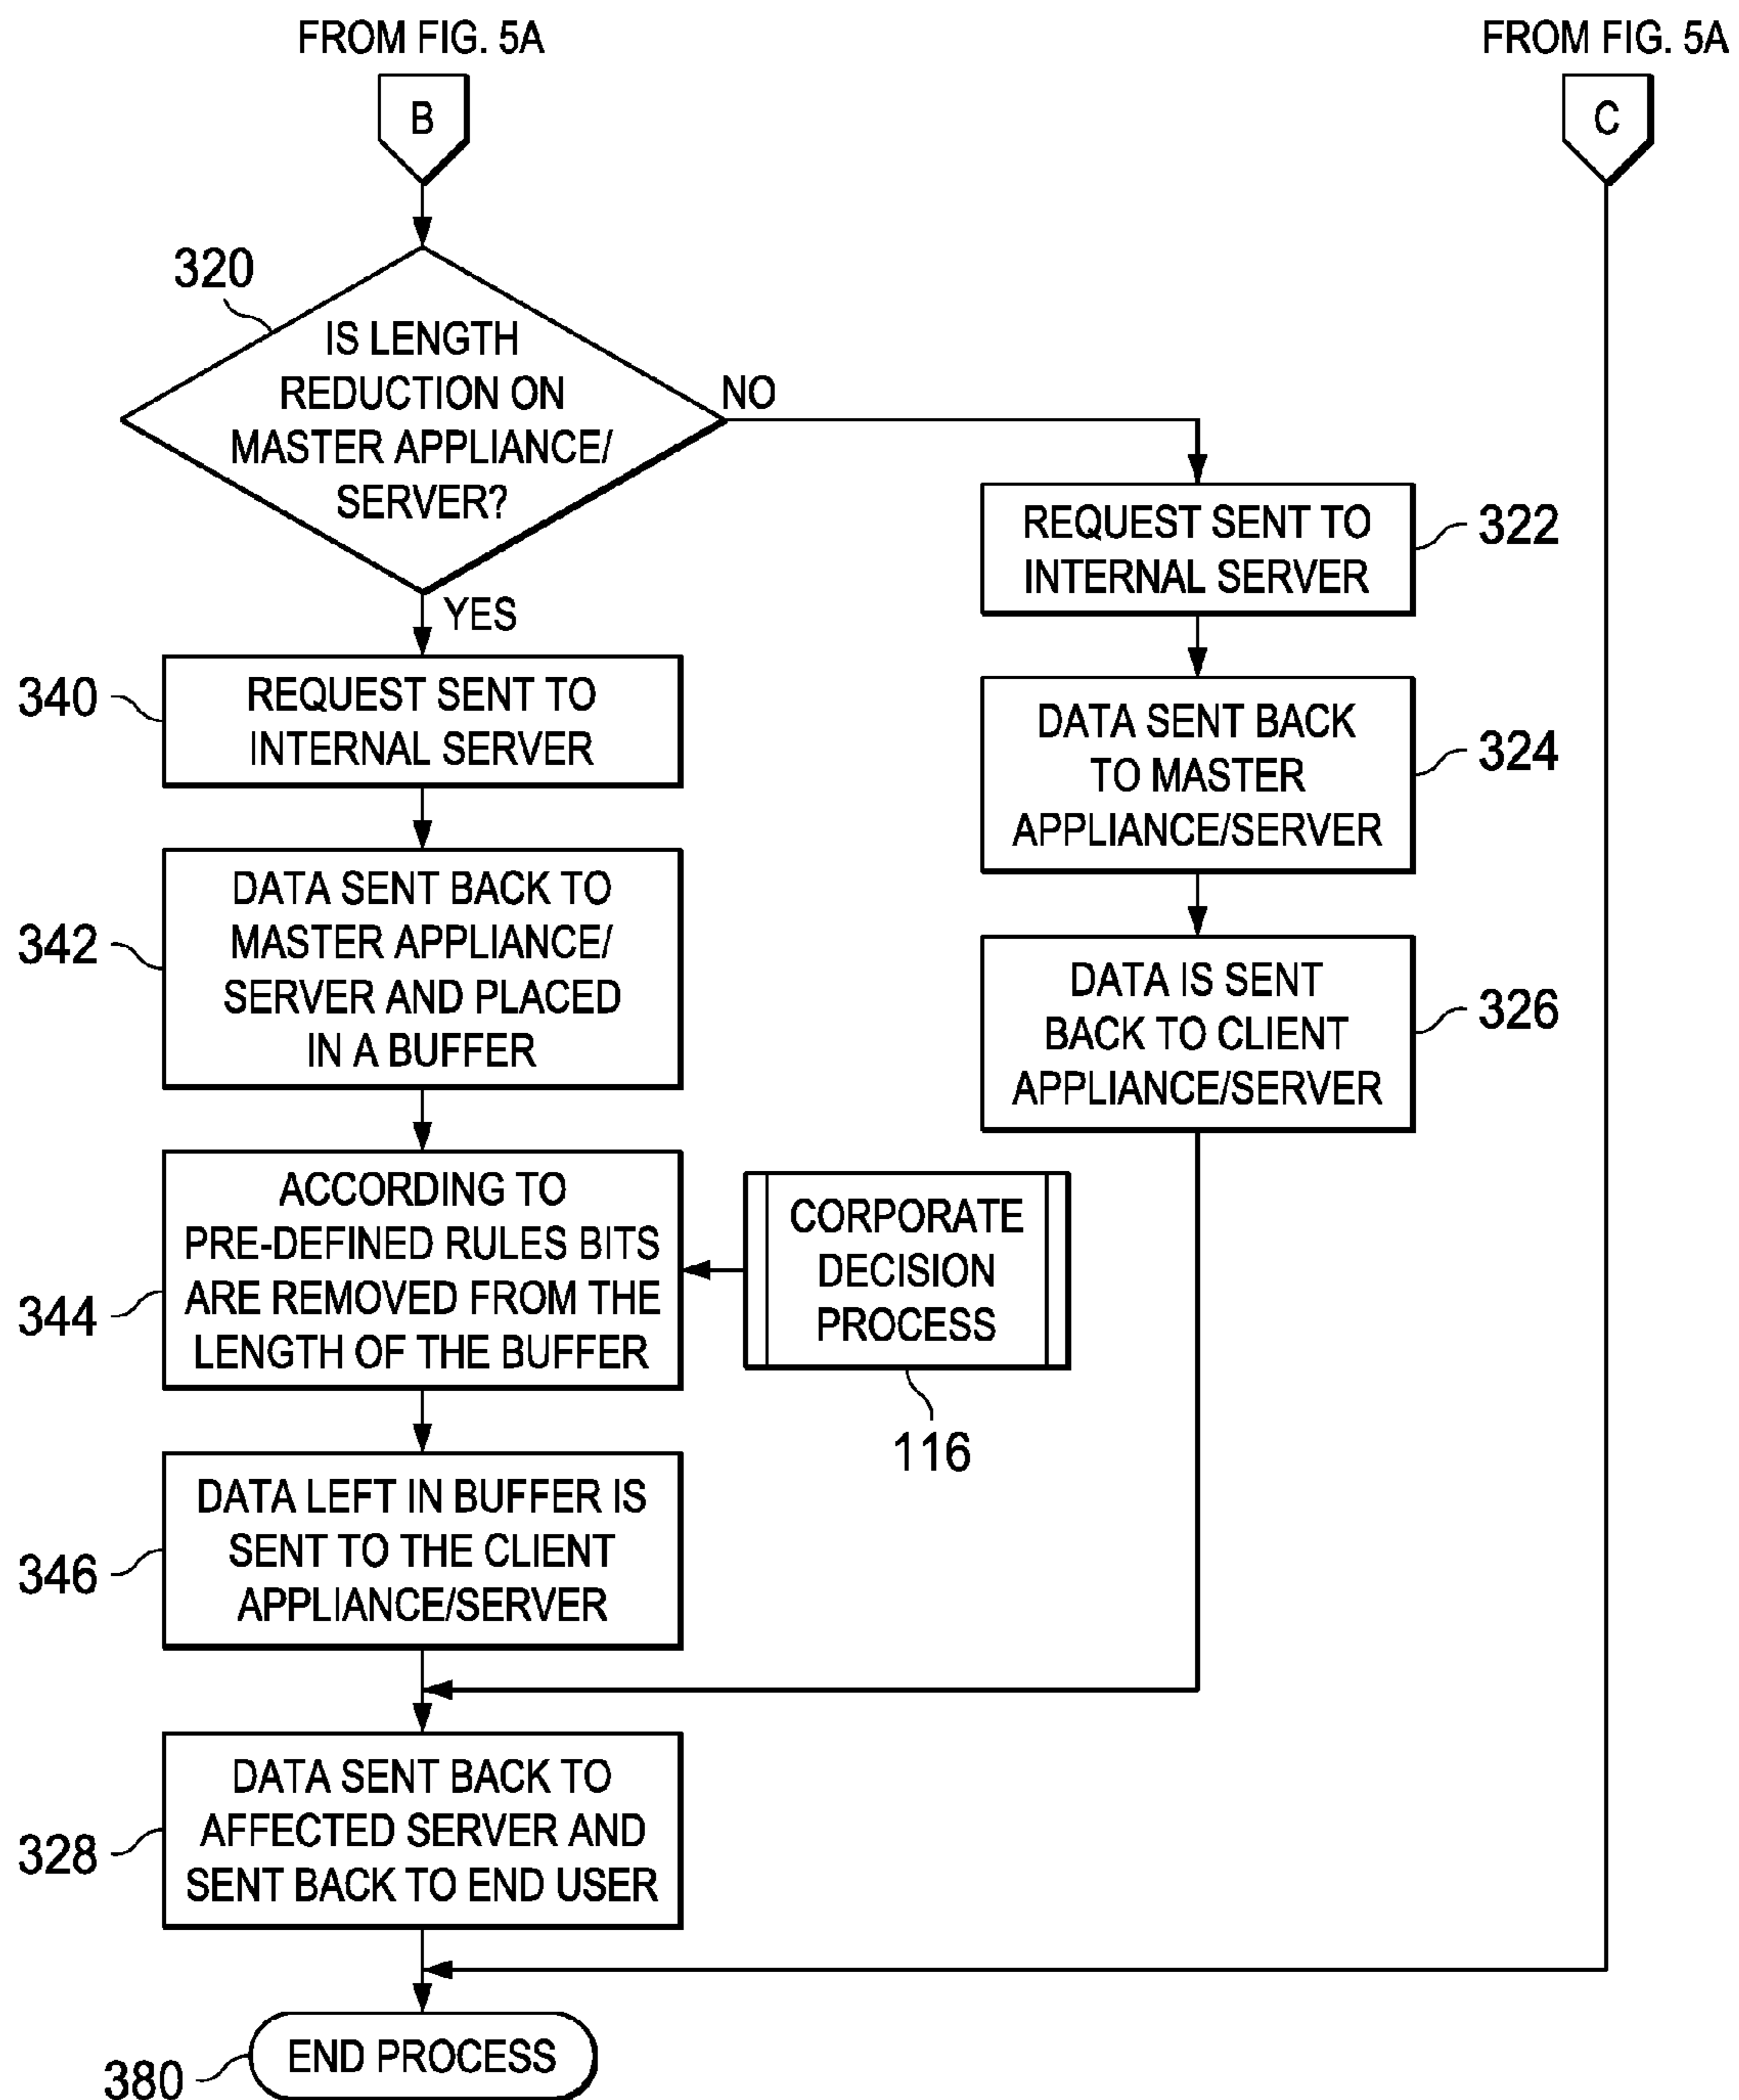 FROM FIG. 5A
B
FROM FIG. 5A
C
320
IS LENGTH
REDUCTION ON
MASTER APPLIANCE/
SERVER?
NO
YES
322
REQUEST SENT TO
INTERNAL SERVER
324
DATA SENT BACK
TO MASTER
APPLIANCE/SERVER
326
DATA IS SENT
BACK TO CLIENT
APPLIANCE/SERVER
340
REQUEST SENT TO
INTERNAL SERVER
342
DATA SENT BACK TO
MASTER APPLIANCE/
SERVER AND PLACED
IN A BUFFER
344
ACCORDING TO
PRE-DEFINED RULES BITS
ARE REMOVED FROM THE
LENGTH OF THE BUFFER
CORPORATE
DECISION
PROCESS
116
346
DATA LEFT IN BUFFER IS
SENT TO THE CLIENT
APPLIANCE/SERVER
328
DATA SENT BACK TO
AFFECTED SERVER AND
SENT BACK TO END USER
380
END PROCESS